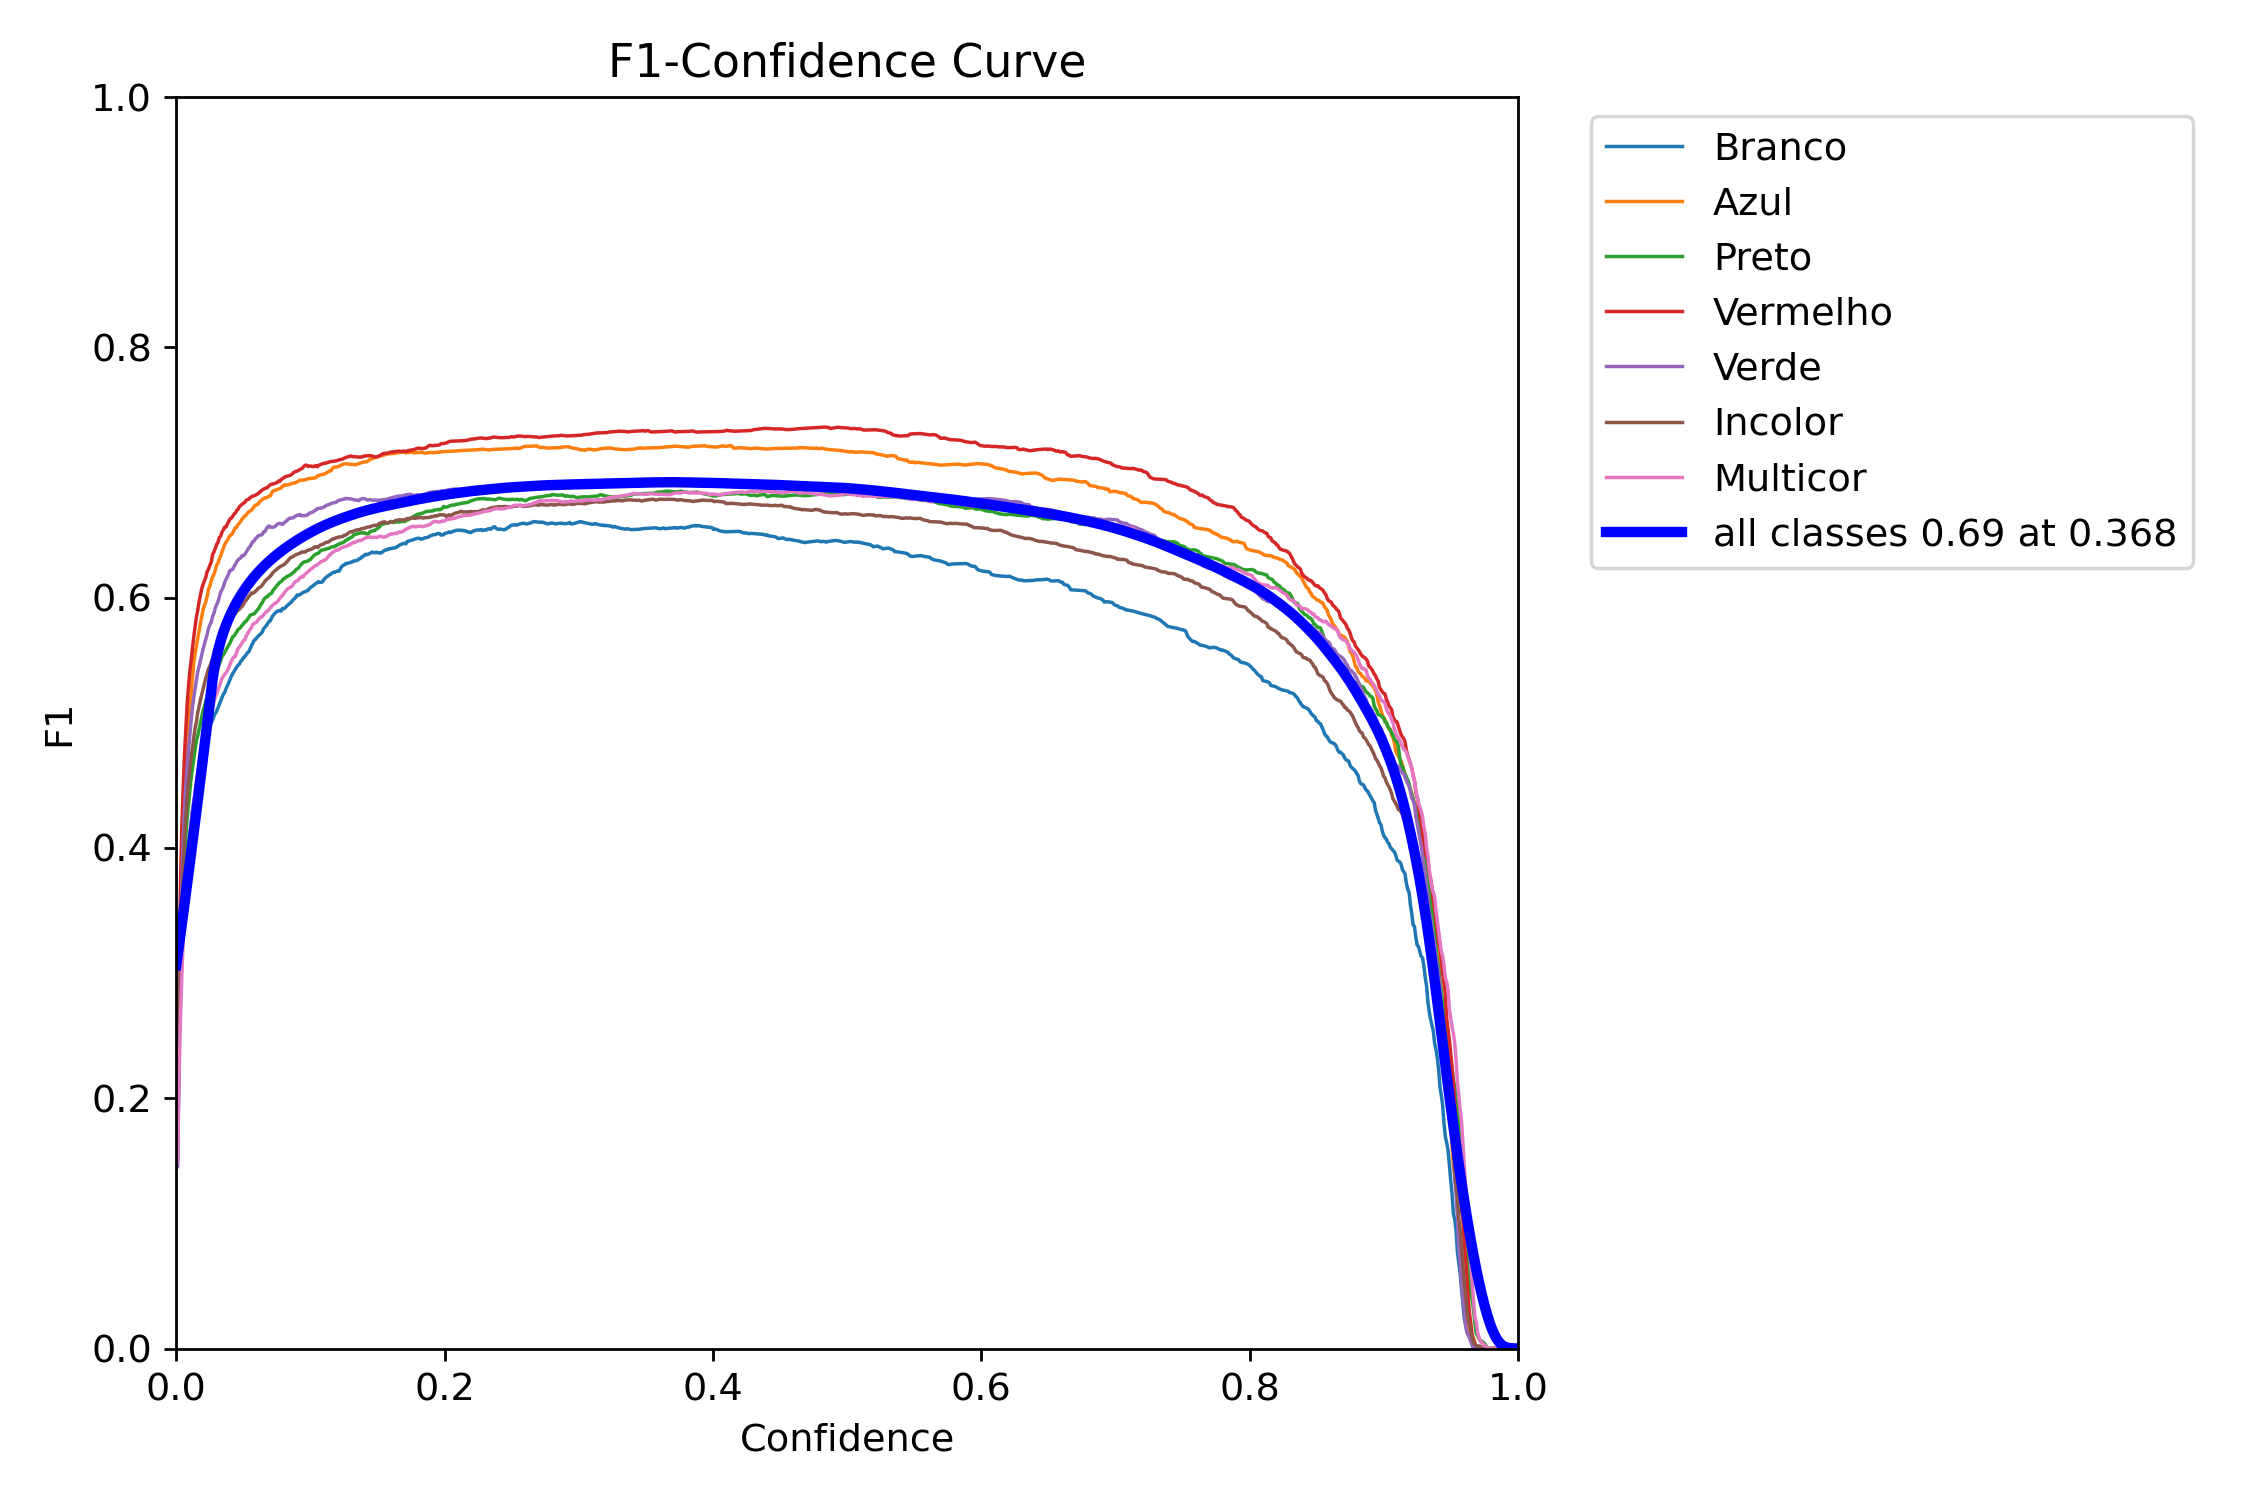 F1-Confidence Curve
1.0
0.8
0.6
0.4
0.2
0.0
F1
0.0 0.2 0.4 0.6 0.8 1.0
Confidence
Branco
Azul
Preto
Vermelho
Verde
Incolor
Multicor
all classes 0.69 at 0.368